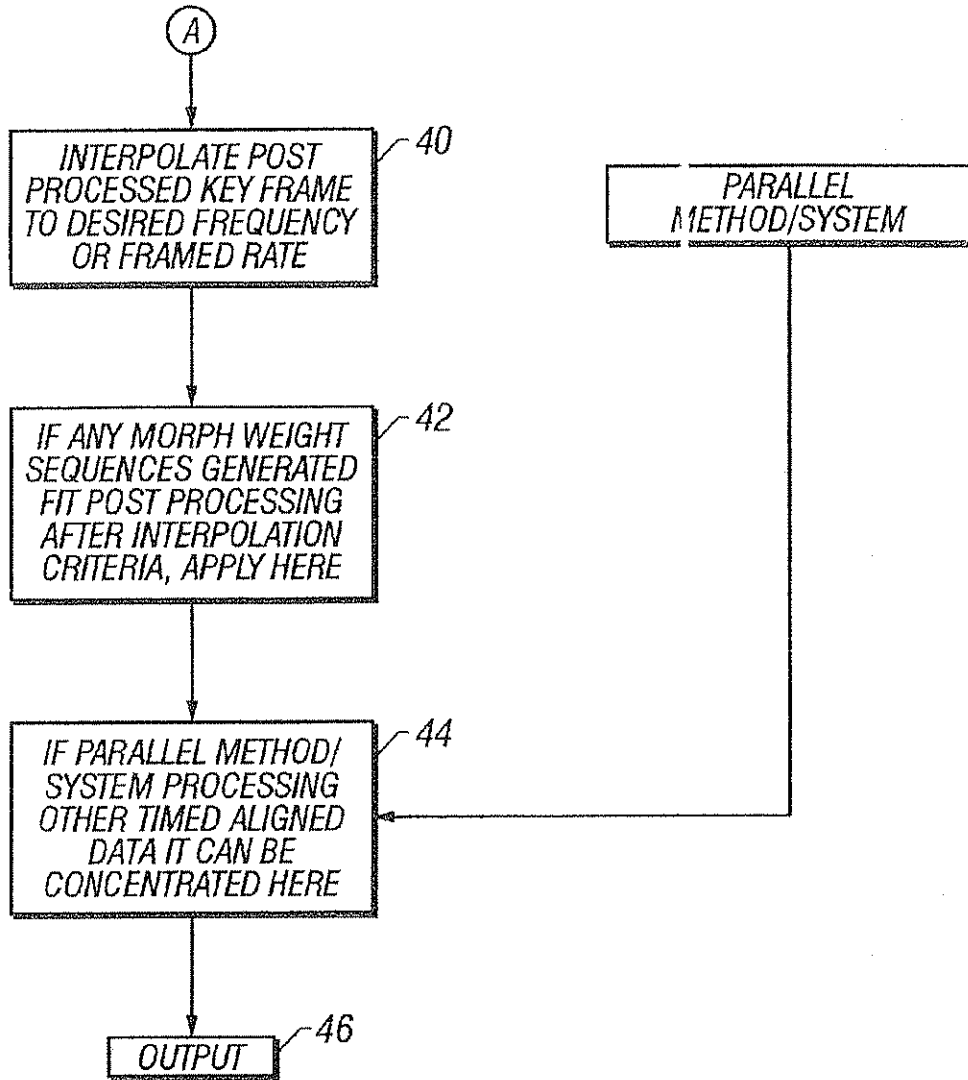 A
INTERPOLATE POST
PROCESSED KEY FRAME
TO DESIRED FREQUENCY
OR FRAMED RATE
40
PARALLEL
METHOD/SYSTEM
IF ANY MORPH WEIGHT
SEQUENCES GENERATED
FIT POST PROCESSING
AFTER INTERPOLATION
CRITERIA, APPLY HERE
42
IF PARALLEL METHOD/
SYSTEM PROCESSING
OTHER TIMED ALIGNED
DATA IT CAN BE
CONCENTRATED HERE
44
OUTPUT
46